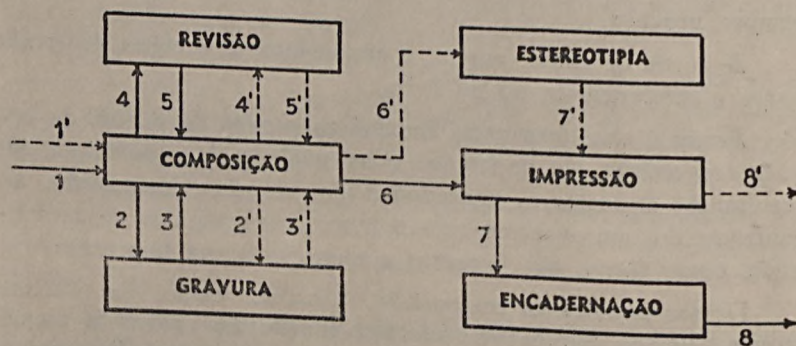 REVISÃO
ESTEREOTIPIA
4
5
4'
5'
6'
7'
1'
1
COMPOSIÇÃO
6
IMPRESSÃO
8'
2
3
2'
3'
7
GRAVURA
ENCADERNAÇÃO
8